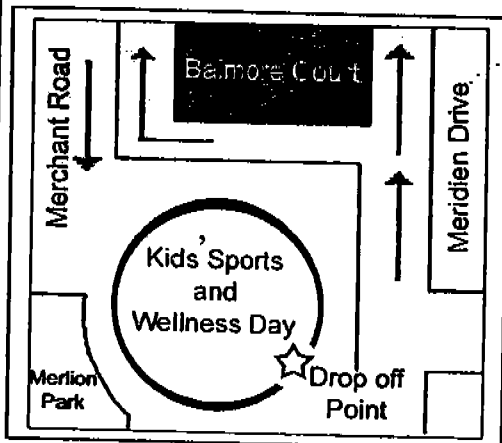 Balmore Court
Merchant Road
Meridien Drive
Kids' Sports
and
Wellness Day
Merlion
Park
Drop off
Point